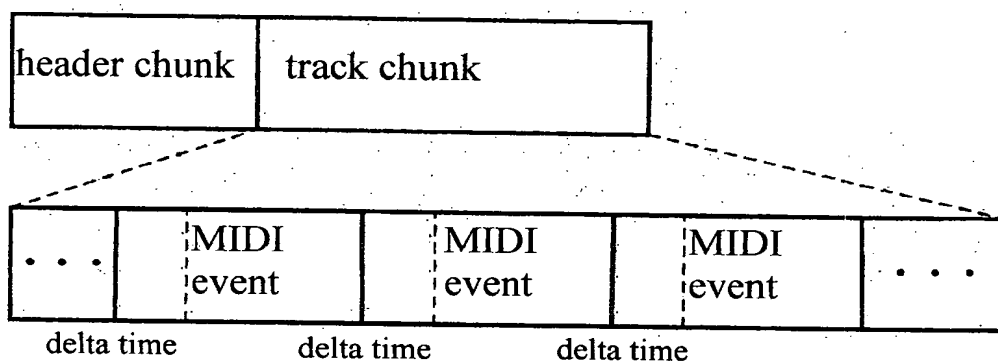 header chunk track chunk
. . . MIDI event MIDI event MIDI event . . .
delta time delta time delta time